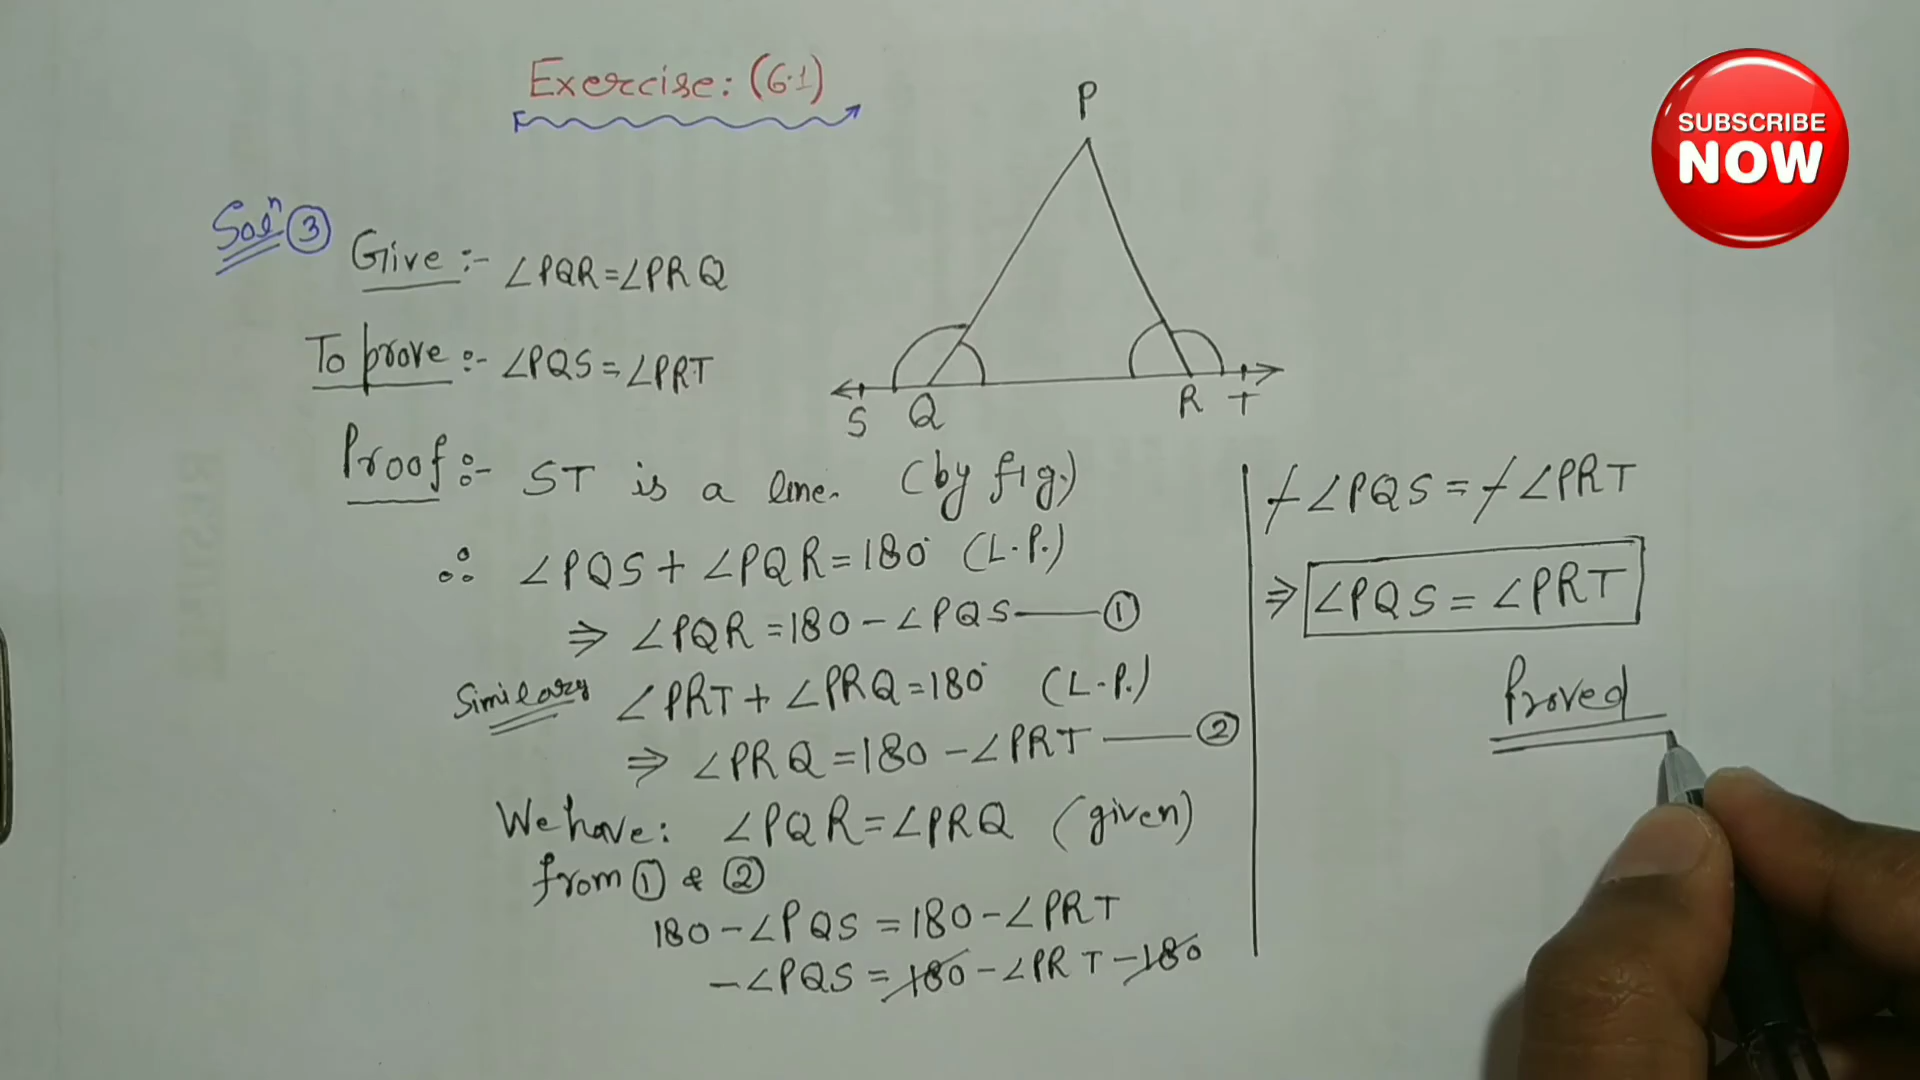 Exercise: (6.1)
SUBSCRIBE
NOW
P
Solⁿ ③
Give :- ∠PQR=∠PRQ
To prove :- ∠PQS=∠PRT
S Q R T
Proof :- ST is a line. (by fig.)
∴ ∠PQS+∠PQR=180° (L.P.)
⇒ ∠PQR=180-∠PQS—①
Similary ∠PRT+∠PRQ=180° (L.P.)
⇒ ∠PRQ=180-∠PRT—②
We have: ∠PQR=∠PRQ (given)
from ① & ②
180-∠PQS=180-∠PRT
-∠PQS=180-∠PRT-180
-∠PQS=-∠PRT
⇒ ∠PQS=∠PRT
Proved